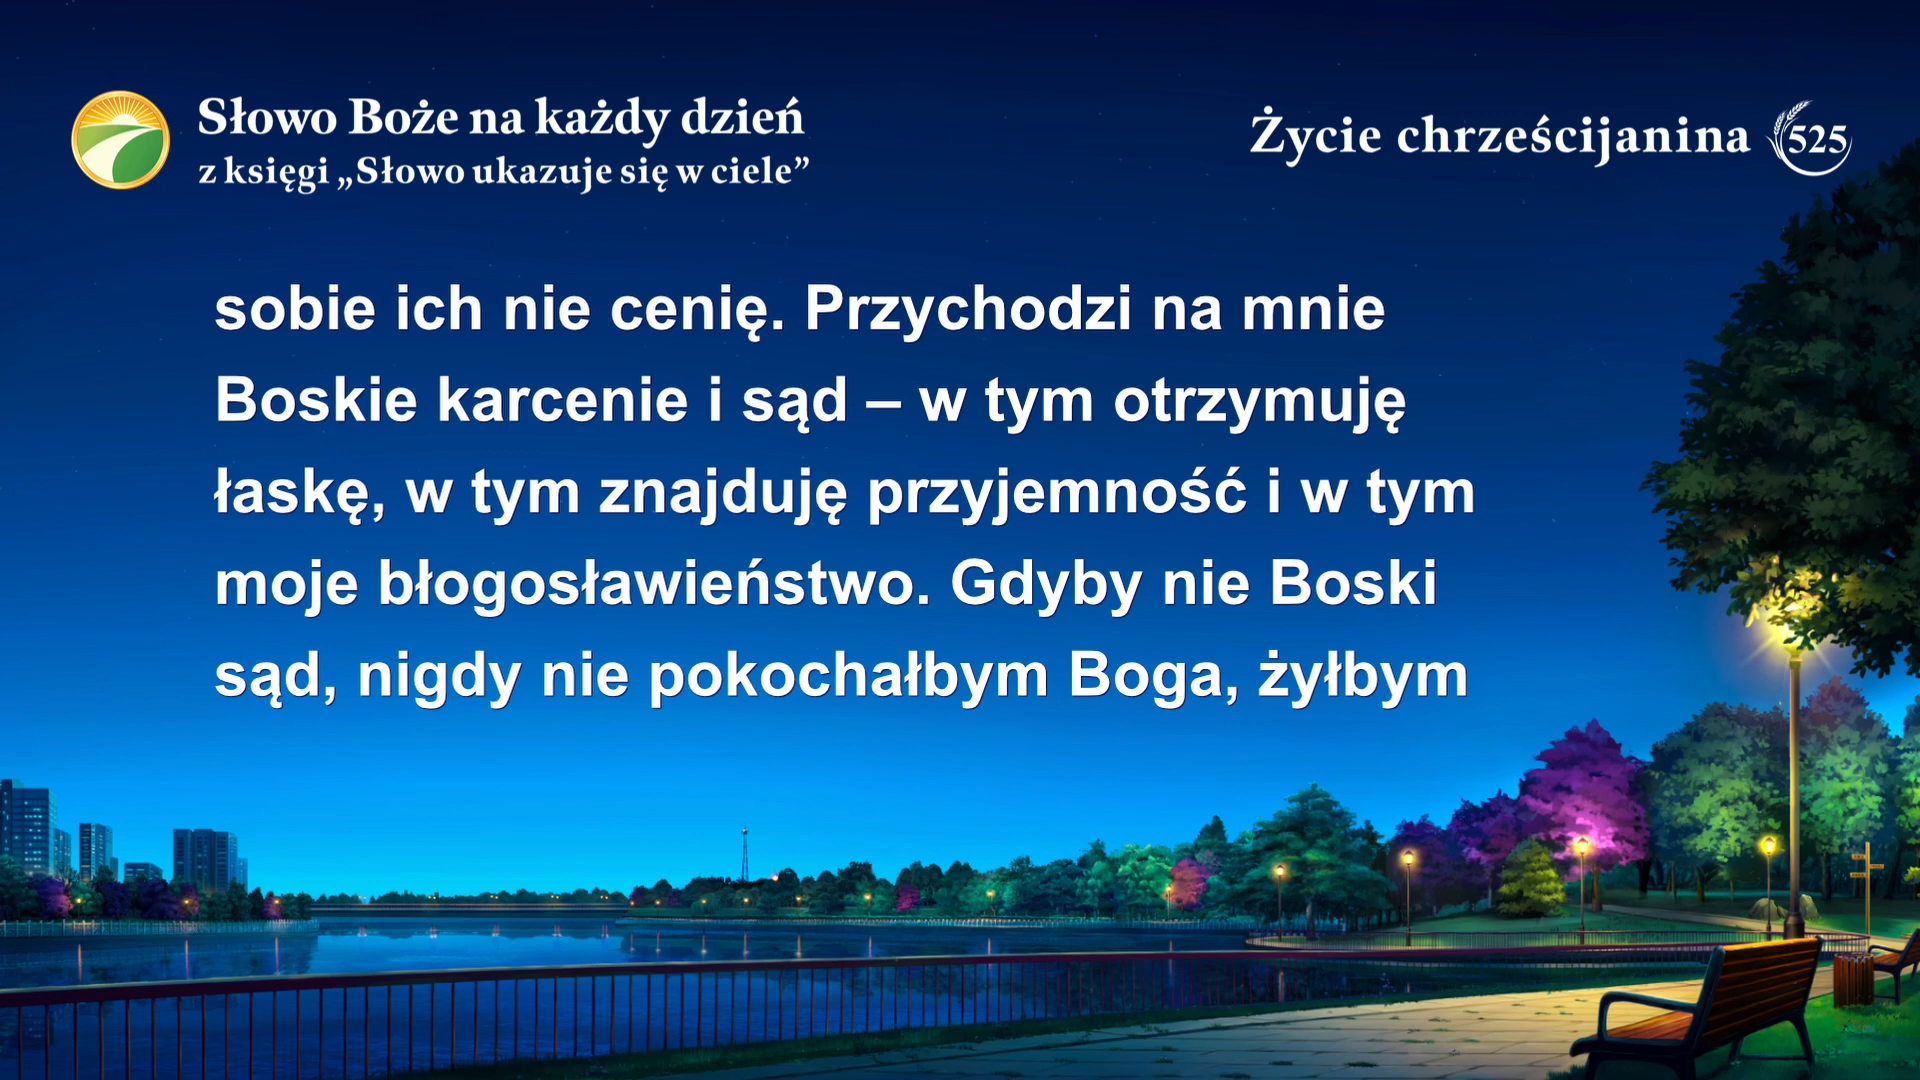 Słowo Boże na każdy dzień
z księgi „Słowo ukazuje się w ciele”
Życie chrześcijanina 525
sobie ich nie cenię. Przychodzi na mnie
Boskie karcenie i sąd – w tym otrzymuję
łaskę, w tym znajduję przyjemność i w tym
moje błogosławieństwo. Gdyby nie Boski
sąd, nigdy nie pokochałbym Boga, żyłbym